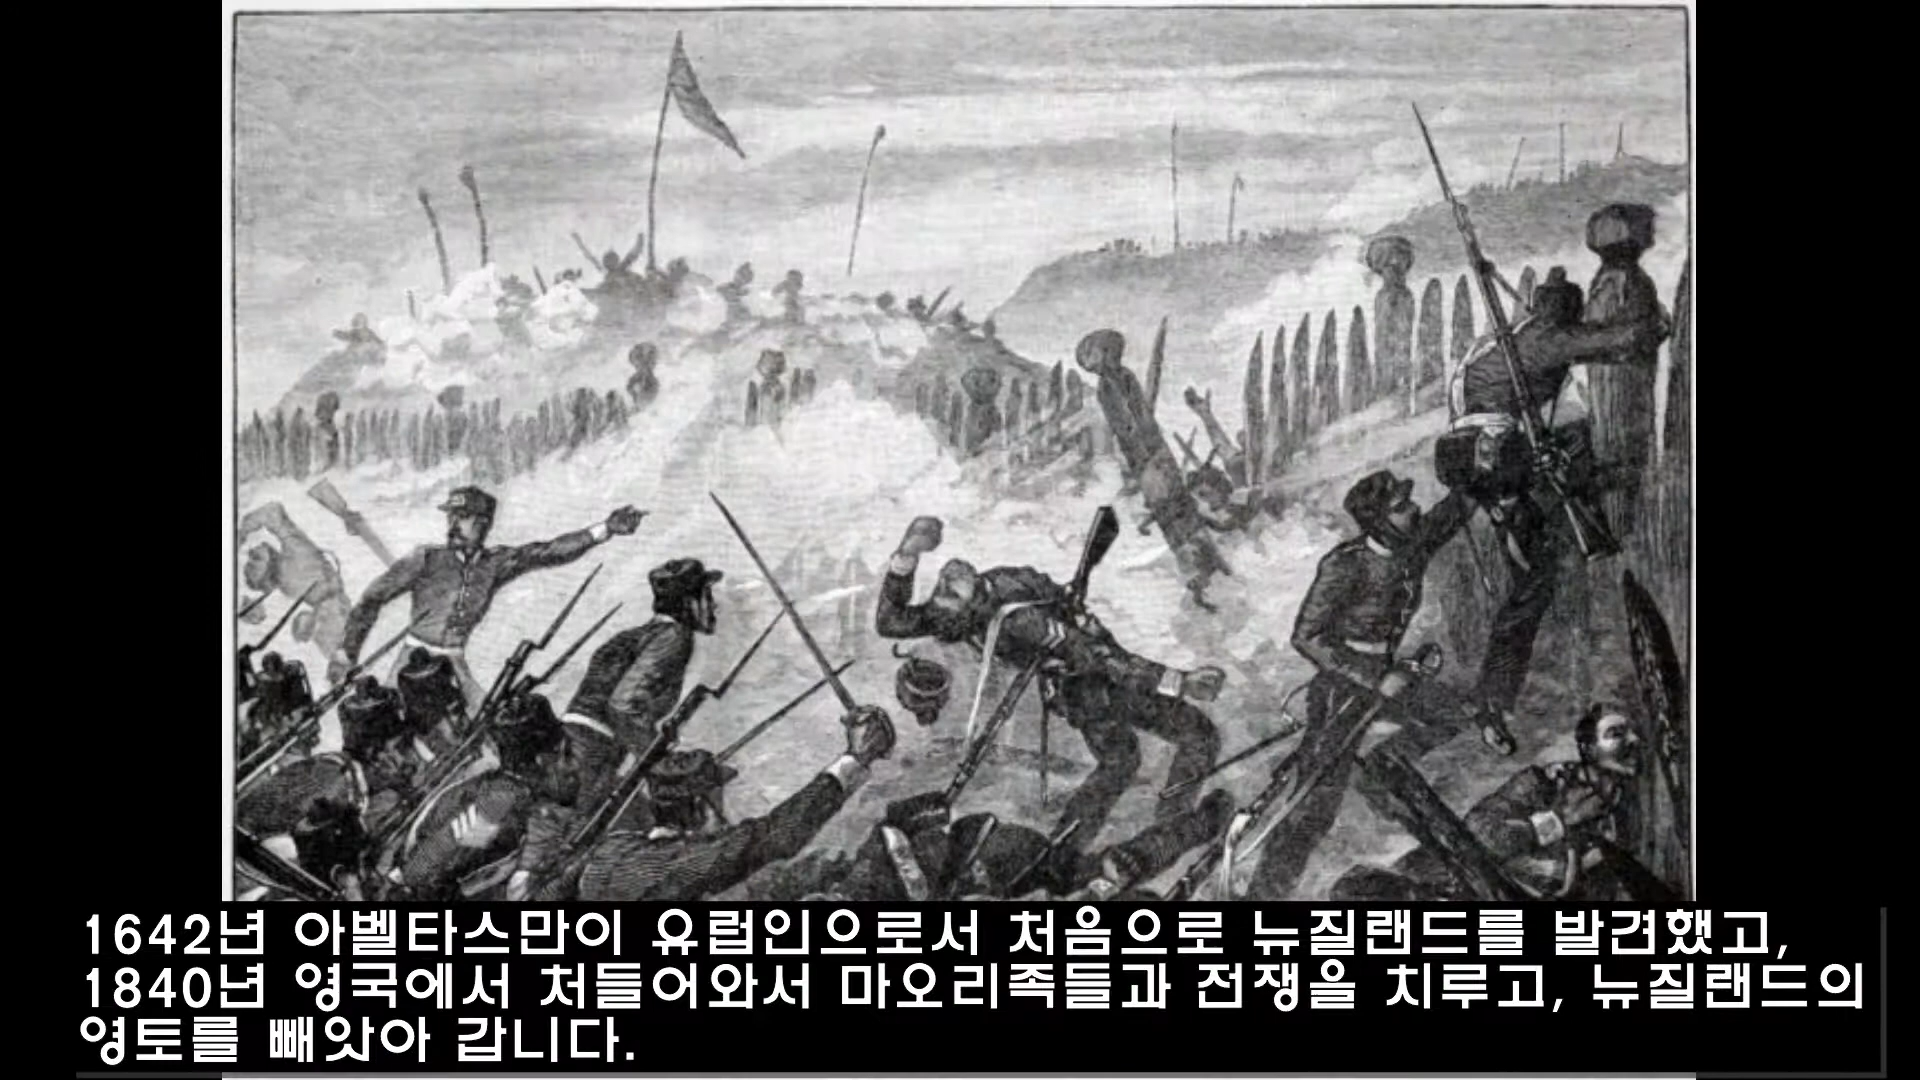 1642년 아벨타스만이 유럽인으로서 처음으로 뉴질랜드를 발견했고,
1840년 영국에서 처들어와서 마오리족들과 전쟁을 치루고, 뉴질랜드의
영토를 빼앗아 갑니다.